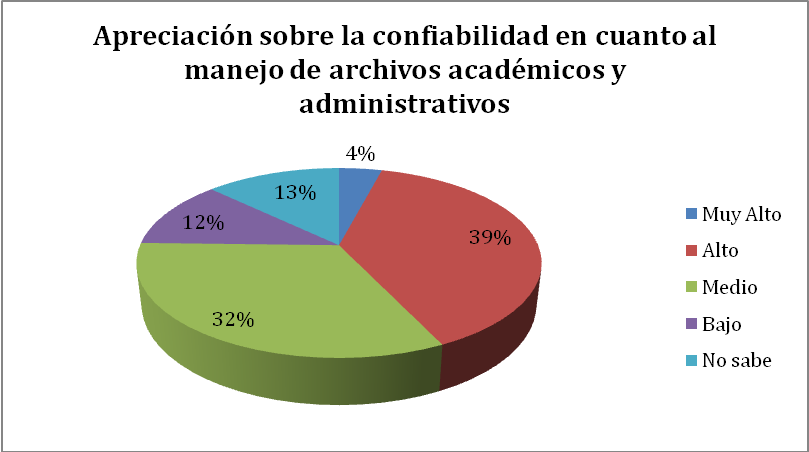 Apreciación sobre la confiabilidad en cuanto al
manejo de archivos académicos y
administrativos
4%
13%
12%
39%
32%
Muy Alto
Alto
Medio
Bajo
No sabe